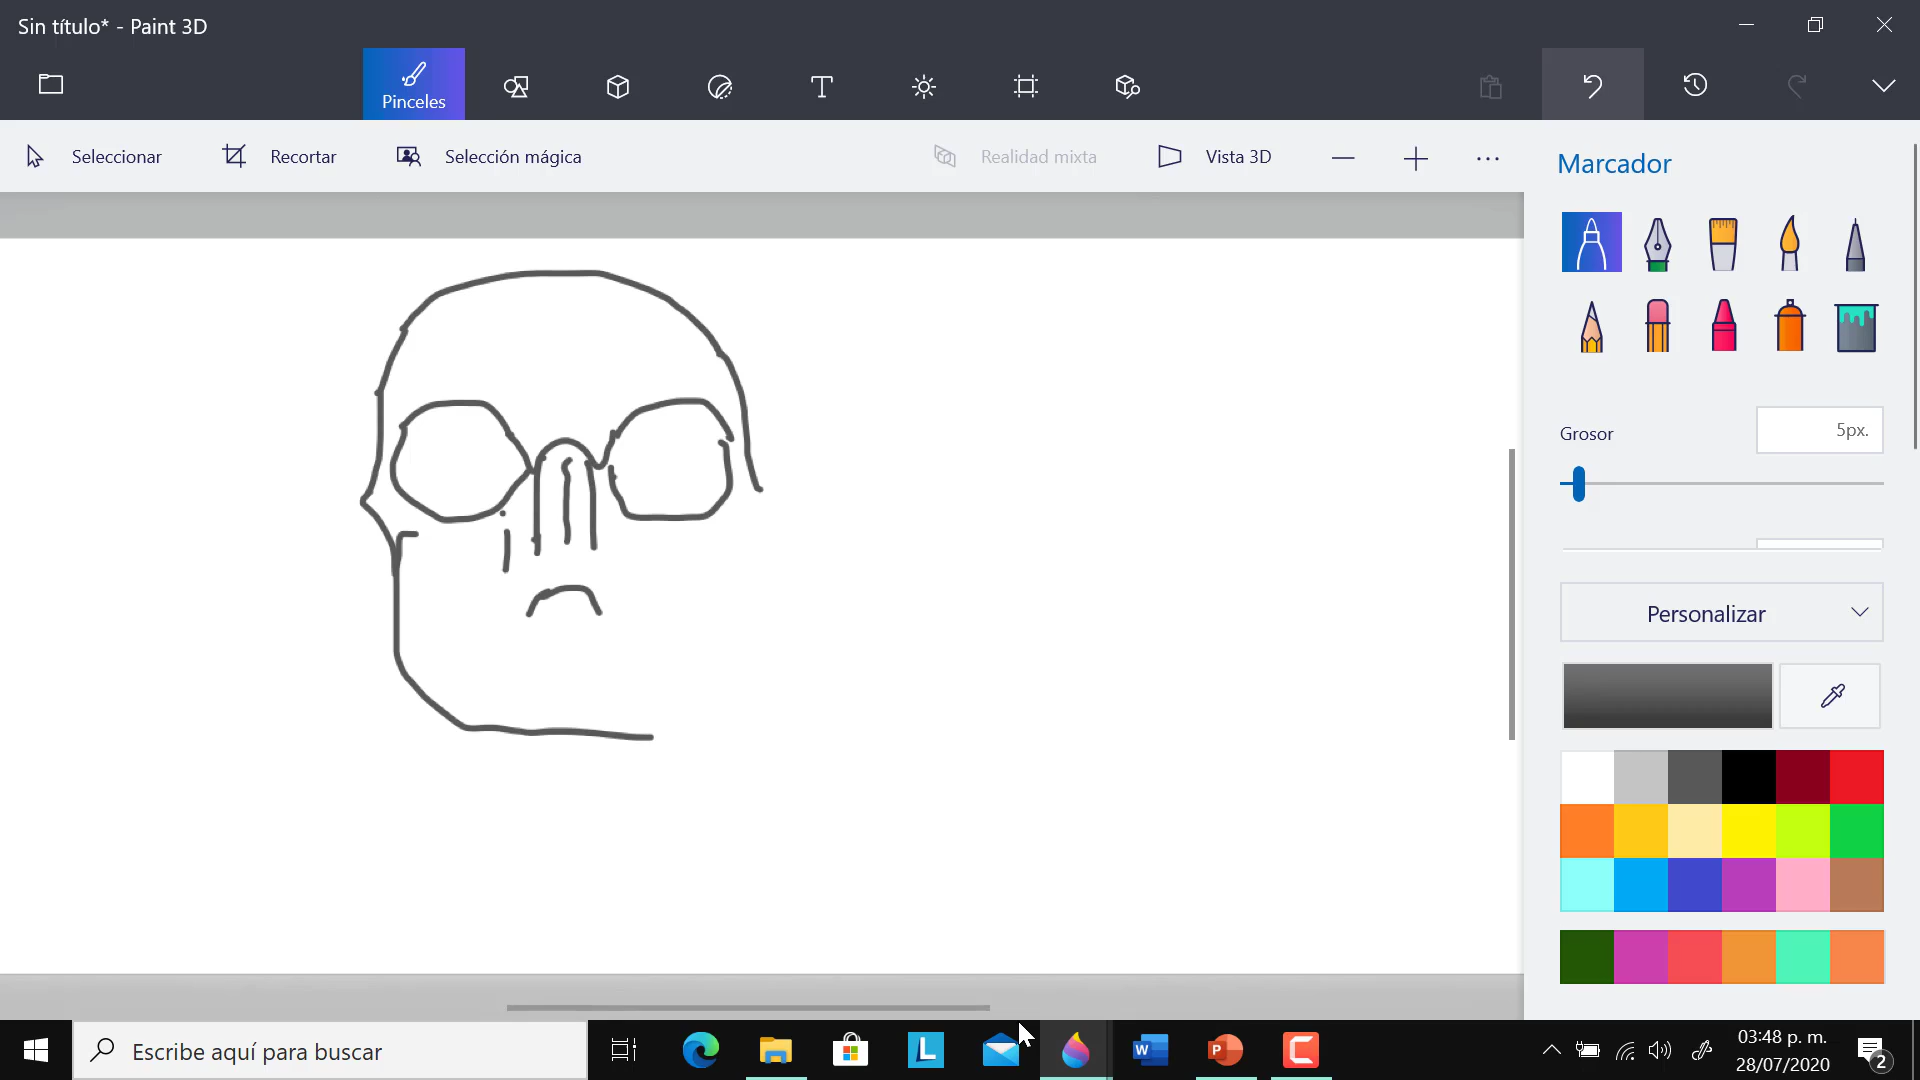 Sin título* - Paint 3D
Pinceles
Seleccionar
Recortar
Selección mágica
Realidad mixta
Vista 3D
Marcador
Grosor
5px.
Personalizar
Escribe aquí para buscar
L
W
P
03:48 p. m.
28/07/2020
2